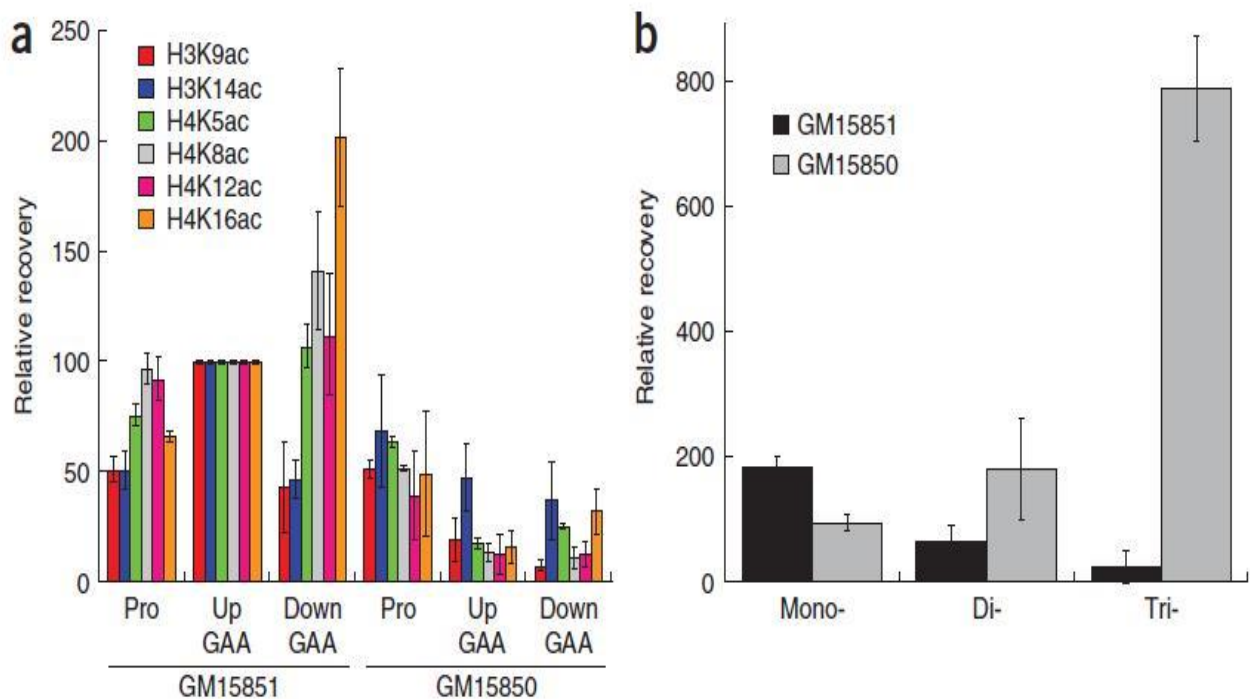 a
250
200
150
100
50
0
Relative recovery
H3K9ac
H3K14ac
H4K5ac
H4K8ac
H4K12ac
H4K16ac
Pro Up GAA Down GAA Pro Up GAA Down GAA
GM15851 GM15850
b
800
600
400
200
0
Relative recovery
GM15851
GM15850
Mono- Di- Tri-